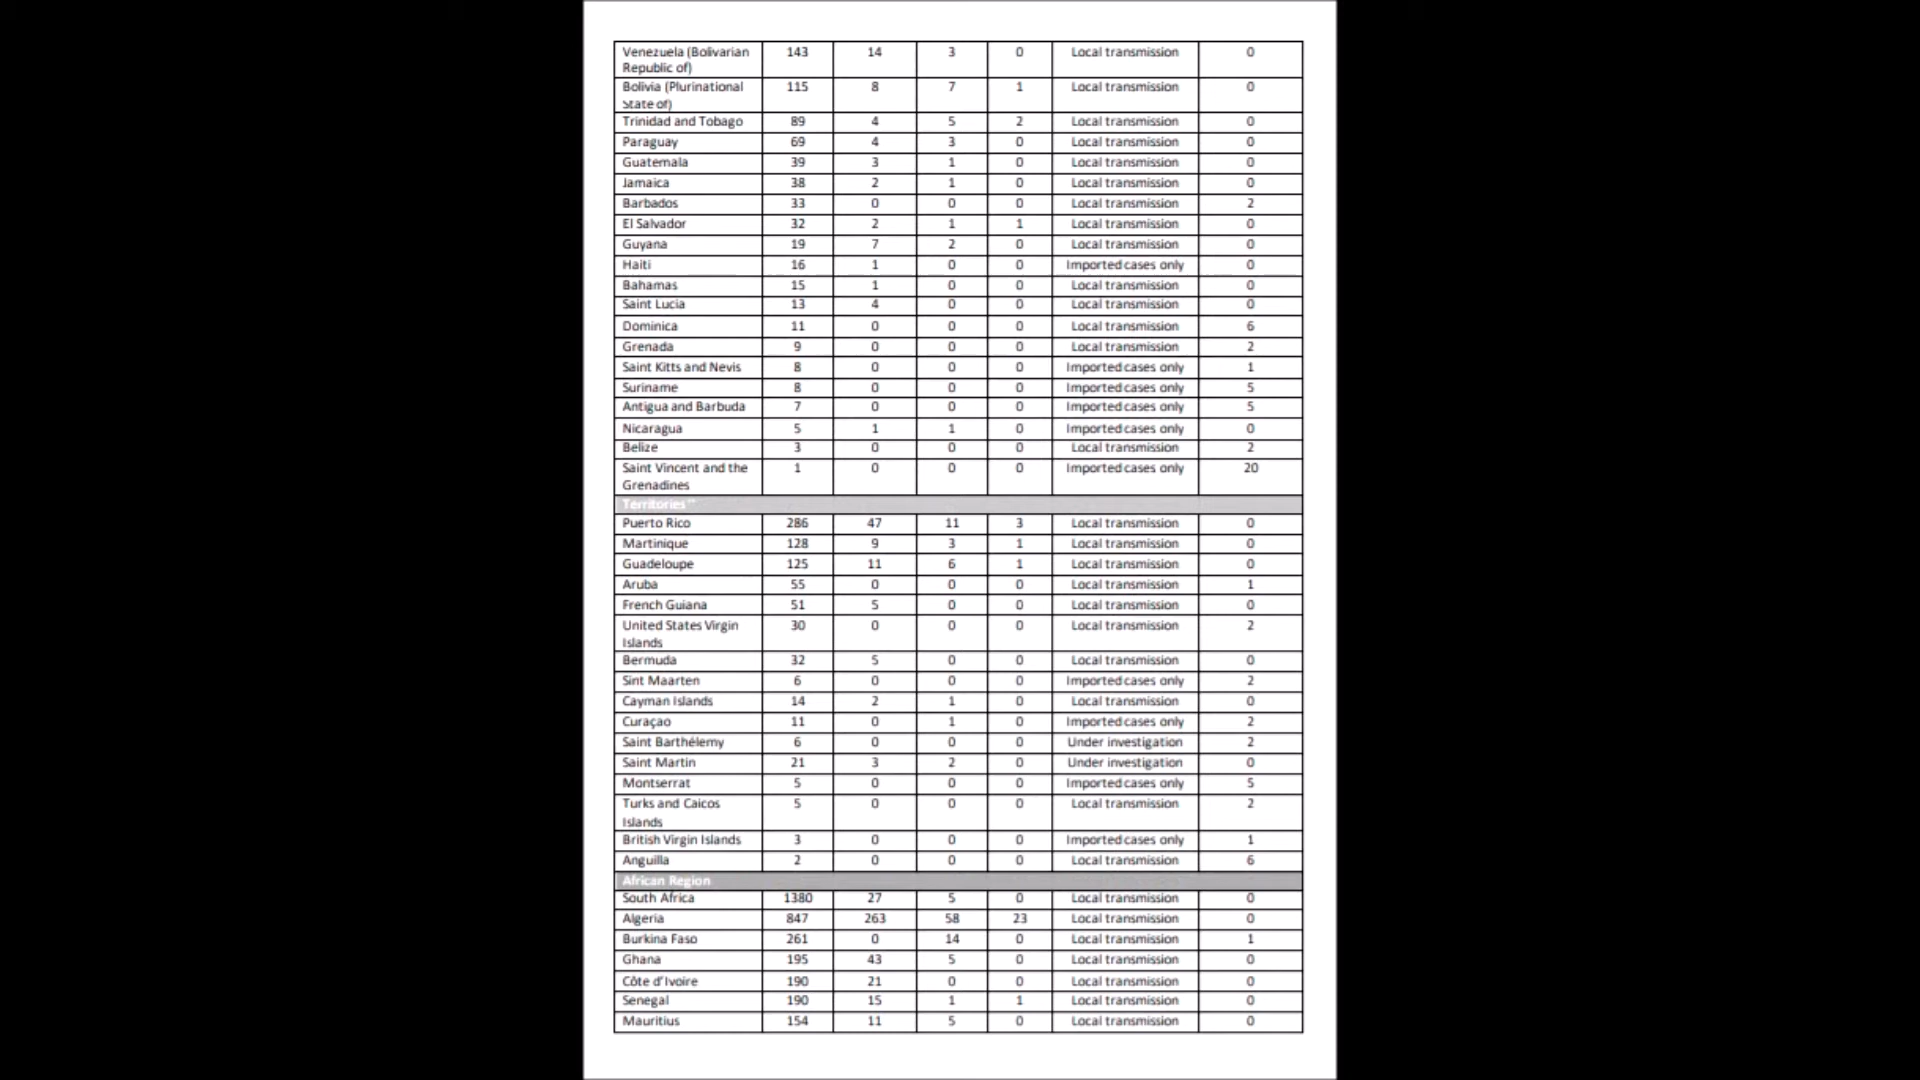 Venezuela (Bolivarian 143 14 3 0 Local transmission 0
Republic of)
Bolivia (Plurinational 115 8 7 1 Local transmission 0
State of)
Trinidad and Tobago 89 4 5 2 Local transmission 0
Paraguay 69 4 3 0 Local transmission 0
Guatemala 39 3 1 0 Local transmission 0
Jamaica 38 2 1 0 Local transmission 0
Barbados 33 0 0 0 Local transmission 2
El Salvador 32 2 1 1 Local transmission 0
Guyana 19 7 2 0 Local transmission 0
Haiti 16 1 0 0 Imported cases only 0
Bahamas 15 1 0 0 Local transmission 0
Saint Lucia 13 4 0 0 Local transmission 0
Dominica 11 0 0 0 Local transmission 6
Grenada 9 0 0 0 Local transmission 2
Saint Kitts and Nevis 8 0 0 0 Imported cases only 1
Suriname 8 0 0 0 Imported cases only 5
Antigua and Barbuda 7 0 0 0 Imported cases only 5
Nicaragua 5 1 1 0 Imported cases only 0
Belize 3 0 0 0 Local transmission 2
Saint Vincent and the 1 0 0 0 Imported cases only 20
Grenadines
Territories**
Puerto Rico 286 47 11 3 Local transmission 0
Martinique 128 9 3 1 Local transmission 0
Guadeloupe 125 11 6 1 Local transmission 0
Aruba 55 0 0 0 Local transmission 1
French Guiana 51 5 0 0 Local transmission 0
United States Virgin 30 0 0 0 Local transmission 2
Islands
Bermuda 32 5 0 0 Local transmission 0
Sint Maarten 6 0 0 0 Imported cases only 2
Cayman Islands 14 2 1 0 Local transmission 0
Curaçao 11 0 1 0 Imported cases only 2
Saint Barthélemy 6 0 0 0 Under investigation 2
Saint Martin 21 3 2 0 Under investigation 0
Montserrat 5 0 0 0 Imported cases only 5
Turks and Caicos 5 0 0 0 Local transmission 2
Islands
British Virgin Islands 3 0 0 0 Imported cases only 1
Anguilla 2 0 0 0 Local transmission 6
African Region
South Africa 1380 27 5 0 Local transmission 0
Algeria 847 263 58 23 Local transmission 0
Burkina Faso 261 0 14 0 Local transmission 1
Ghana 195 43 5 0 Local transmission 0
Côte d’Ivoire 190 21 0 0 Local transmission 0
Senegal 190 15 1 1 Local transmission 0
Mauritius 154 11 5 0 Local transmission 0